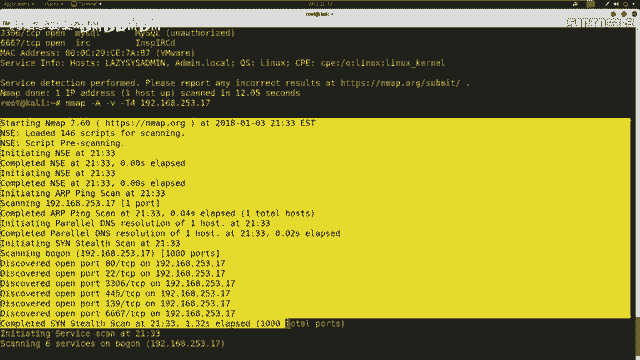 root@kali: ~
3306/tcp open mysql MySQL (unauthorized)
6667/tcp open irc InspIRCd
MAC Address: (VMware)
Service Info: Hosts: LAZYSYSADMIN, Admin.local; OS: Linux; CPE: cpe:/o:linux:linux_kernel
Service detection performed. Please report any incorrect results at https://nmap.org/submit/ .
Nmap done: 1 IP address (1 host up) scanned in 12.05 seconds
root@kali:~# nmap -A -v -T4 192.168.253.17
Starting Nmap 7.60 ( https://nmap.org ) at 2018-01-03 21:33 EST
NSE: Loaded 146 scripts for scanning.
NSE: Script Pre-scanning.
Initiating NSE at 21:33
Completed NSE at 21:33, 0.00s elapsed
Initiating NSE at 21:33
Completed NSE at 21:33, 0.00s elapsed
Initiating ARP Ping Scan at 21:33
Scanning 192.168.253.17 [1 port]
Completed ARP Ping Scan at 21:33, 0.04s elapsed (1 total hosts)
Initiating Parallel DNS resolution of 1 host. at 21:33
Completed Parallel DNS resolution of 1 host. at 21:33, 0.02s elapsed
Initiating SYN Stealth Scan at 21:33
Scanning bogon (192.168.253.17) [1000 ports]
Discovered open port 80/tcp on 192.168.253.17
Discovered open port 22/tcp on 192.168.253.17
Discovered open port 3306/tcp on 192.168.253.17
Discovered open port 445/tcp on 192.168.253.17
Discovered open port 139/tcp on 192.168.253.17
Discovered open port 6667/tcp on 192.168.253.17
Completed SYN Stealth Scan at 21:33, 1.32s elapsed (1000 total ports)
Initiating Service scan at 21:33
Scanning 6 services on bogon (192.168.253.17)